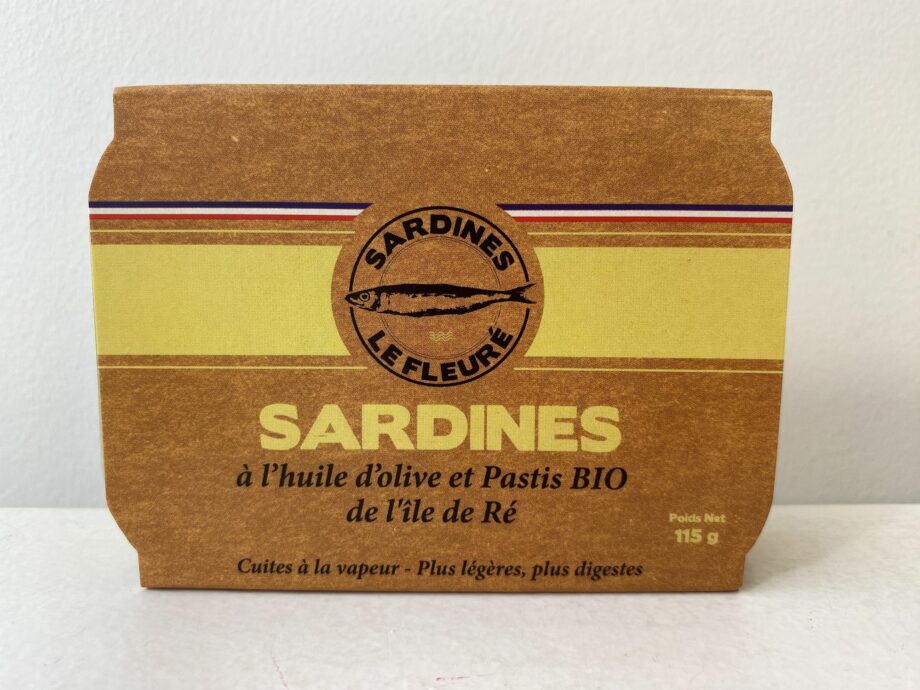 SARDINES
LE FLEURÉ
SARDINES
à l'huile d'olive et Pastis BIO
de l'île de Ré
Poids Net
115 g
Cuites à la vapeur - Plus légères, plus digestes